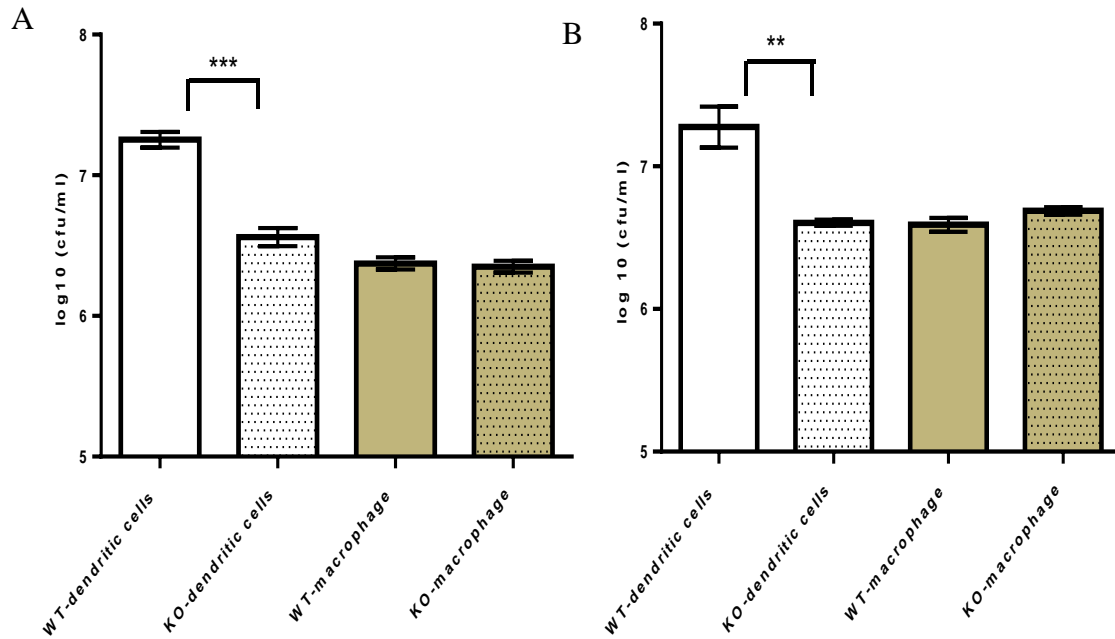 A
***
8
7
6
5
log10 (cfu/ml)
WT-dendritic cells
KO-dendritic cells
WT-macrophage
KO-macrophage
B
**
8
7
6
5
log 10 (cfu/ml)
WT-dendritic cells
KO-dendritic cells
WT-macrophage
KO-macrophage